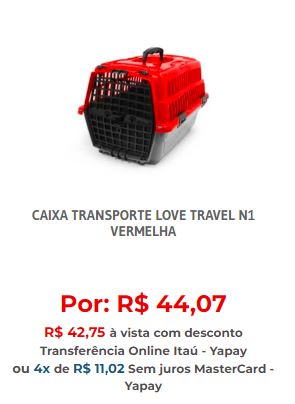 CAIXA TRANSPORTE LOVE TRAVEL N1
VERMELHA
Por: R$ 44,07
R$ 42,75 à vista com desconto
Transferência Online Itaú - Yapay
ou 4x de R$ 11,02 Sem juros MasterCard -
Yapay